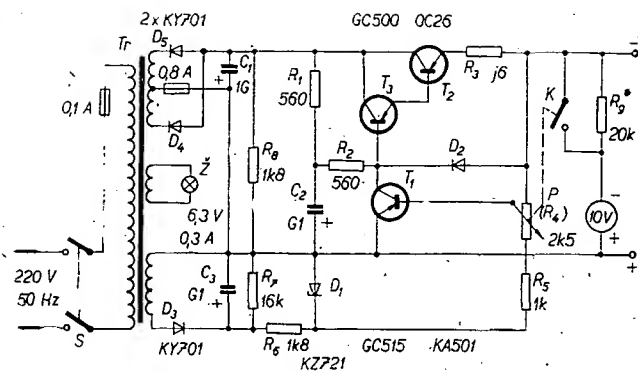 2 x KY701
GC500 OC26
Tr
D5
0,8 A
C1
+
1G
R1
560
T3
T2
R3
j6
-
0,1 A
D4
R8
1k8
R2
560
D2
K
R9*
20k
Ž
6,3 V
0,3 A
C2
G1
+
T1
P
(R4)
2k5
-
10V
+
+
220 V
50 Hz
S
C3
G1
+
R7
16k
D1
R5
1k
D3
KY701
R6 1k8
KZ721
GC515
KA501